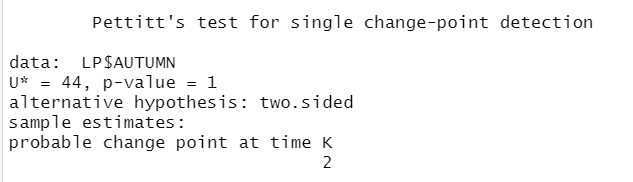 Pettitt's test for single change-point detection
data: LP$AUTUMN
U* = 44, p-value = 1
alternative hypothesis: two.sided
sample estimates:
probable change point at time K
2